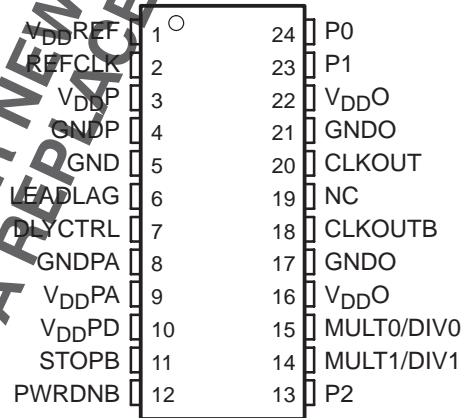 VDDREF 1 24 P0
REFCLK 2 23 P1
VDDP 3 22 VDDO
GNDP 4 21 GNDO
GND 5 20 CLKOUT
LEADLAG 6 19 NC
DLYCTRL 7 18 CLKOUTB
GNDPA 8 17 GNDO
VDDPA 9 16 VDDO
VDDPD 10 15 MULT0/DIV0
STOPB 11 14 MULT1/DIV1
PWRDNB 12 13 P2
NEW
A REPLACE